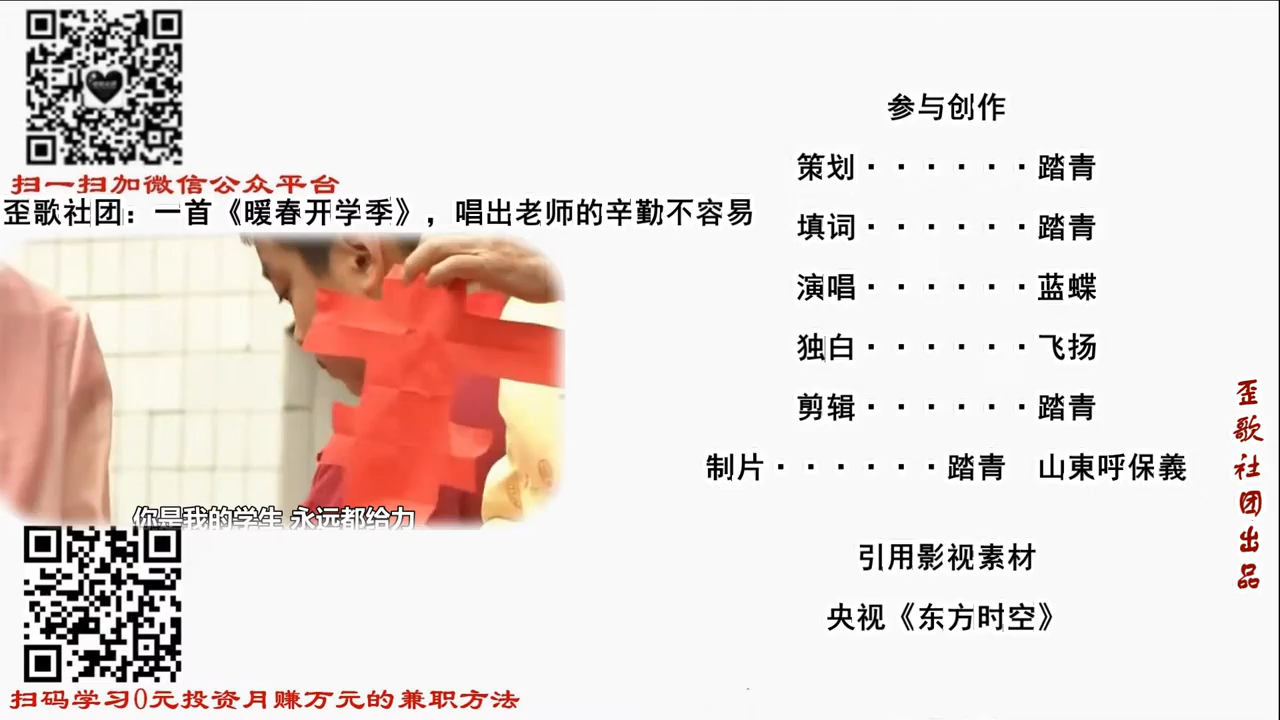 扫一扫加微信公众平台
歪歌社团：一首《暖春开学季》，唱出老师的辛勤不容易
你是我的学生 永远都给力
扫码学习0元投资月赚万元的兼职方法
参与创作
策划······踏青
填词······踏青
演唱······蓝蝶
独白······飞扬
剪辑······踏青
制片······踏青 山東呼保義
引用影视素材
央视《东方时空》
歪歌社团出品